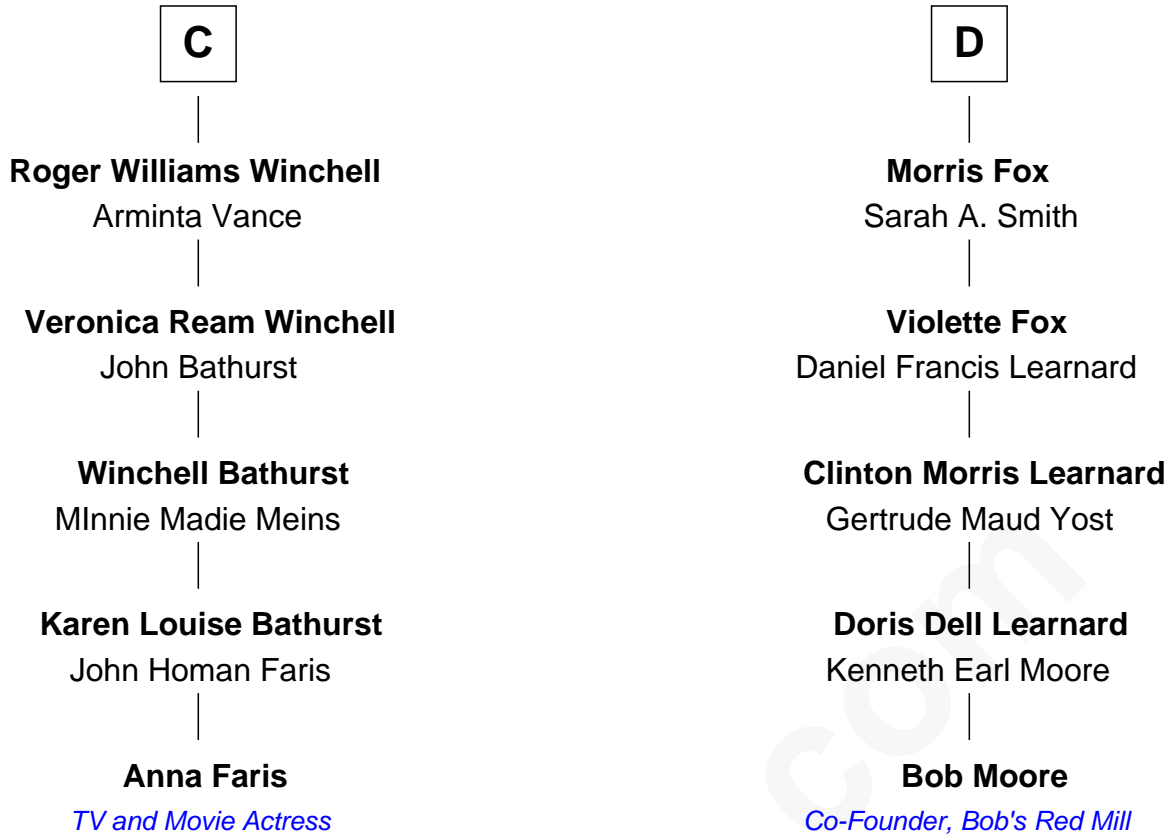 C
Roger Williams Winchell
Arminta Vance
Veronica Ream Winchell
John Bathurst
Winchell Bathurst
MInnie Madie Meins
Karen Louise Bathurst
John Homan Faris
Anna Faris
TV and Movie Actress
D
Morris Fox
Sarah A. Smith
Violette Fox
Daniel Francis Learnard
Clinton Morris Learnard
Gertrude Maud Yost
Doris Dell Learnard
Kenneth Earl Moore
Bob Moore
Co-Founder, Bob's Red Mill
com